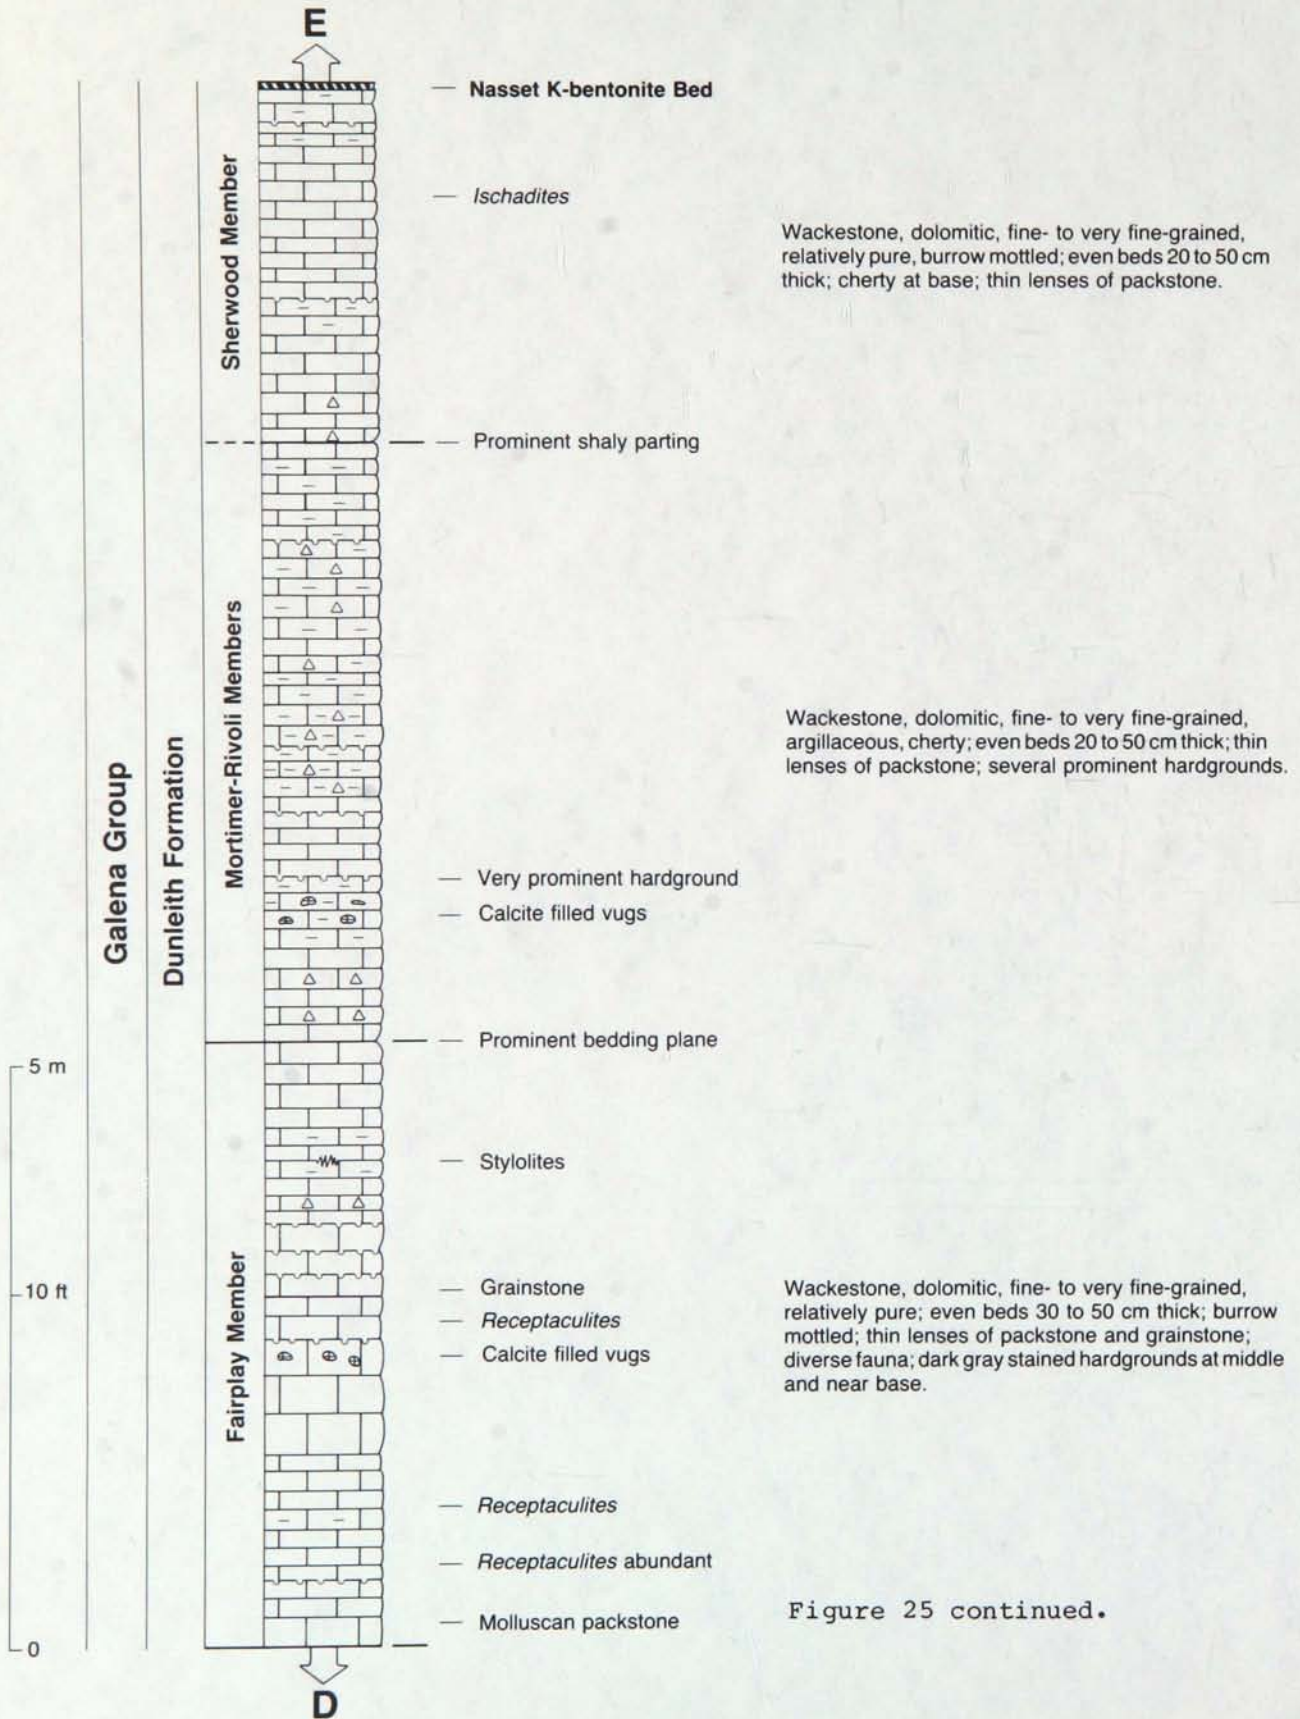 E
Nasset K-bentonite Bed
Ischadites
Sherwood Member
Wackestone, dolomitic, fine- to very fine-grained,
relatively pure, burrow mottled; even beds 20 to 50 cm
thick; cherty at base; thin lenses of packstone.
Prominent shaly parting
Mortimer-Rivoli Members
Wackestone, dolomitic, fine- to very fine-grained,
argillaceous, cherty; even beds 20 to 50 cm thick; thin
lenses of packstone; several prominent hardgrounds.
Galena Group
Dunleith Formation
Very prominent hardground
Calcite filled vugs
Prominent bedding plane
5 m
Stylolites
10 ft
Fairplay Member
Grainstone
Receptaculites
Calcite filled vugs
Wackestone, dolomitic, fine- to very fine-grained,
relatively pure; even beds 30 to 50 cm thick; burrow
mottled; thin lenses of packstone and grainstone;
diverse fauna; dark gray stained hardgrounds at middle
and near base.
Receptaculites
Receptaculites abundant
Molluscan packstone
Figure 25 continued.
0
D